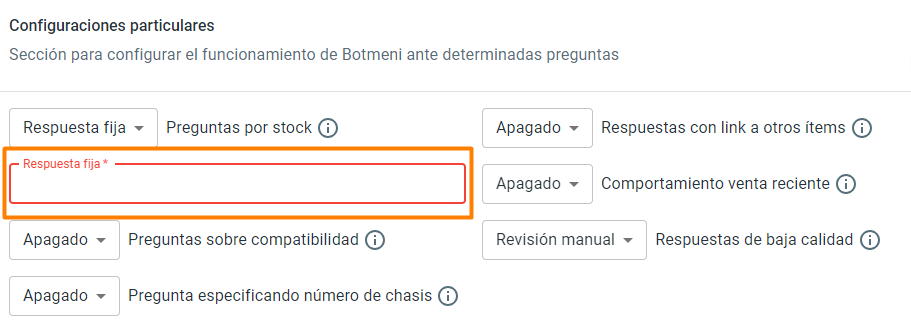 Configuraciones particulares
Sección para configurar el funcionamiento de Botmeni ante determinadas preguntas
Respuesta fija Preguntas por stock
Respuesta fija *
Apagado Preguntas sobre compatibilidad
Apagado Pregunta especificando número de chasis
Apagado Respuestas con link a otros ítems
Apagado Comportamiento venta reciente
Revisión manual Respuestas de baja calidad